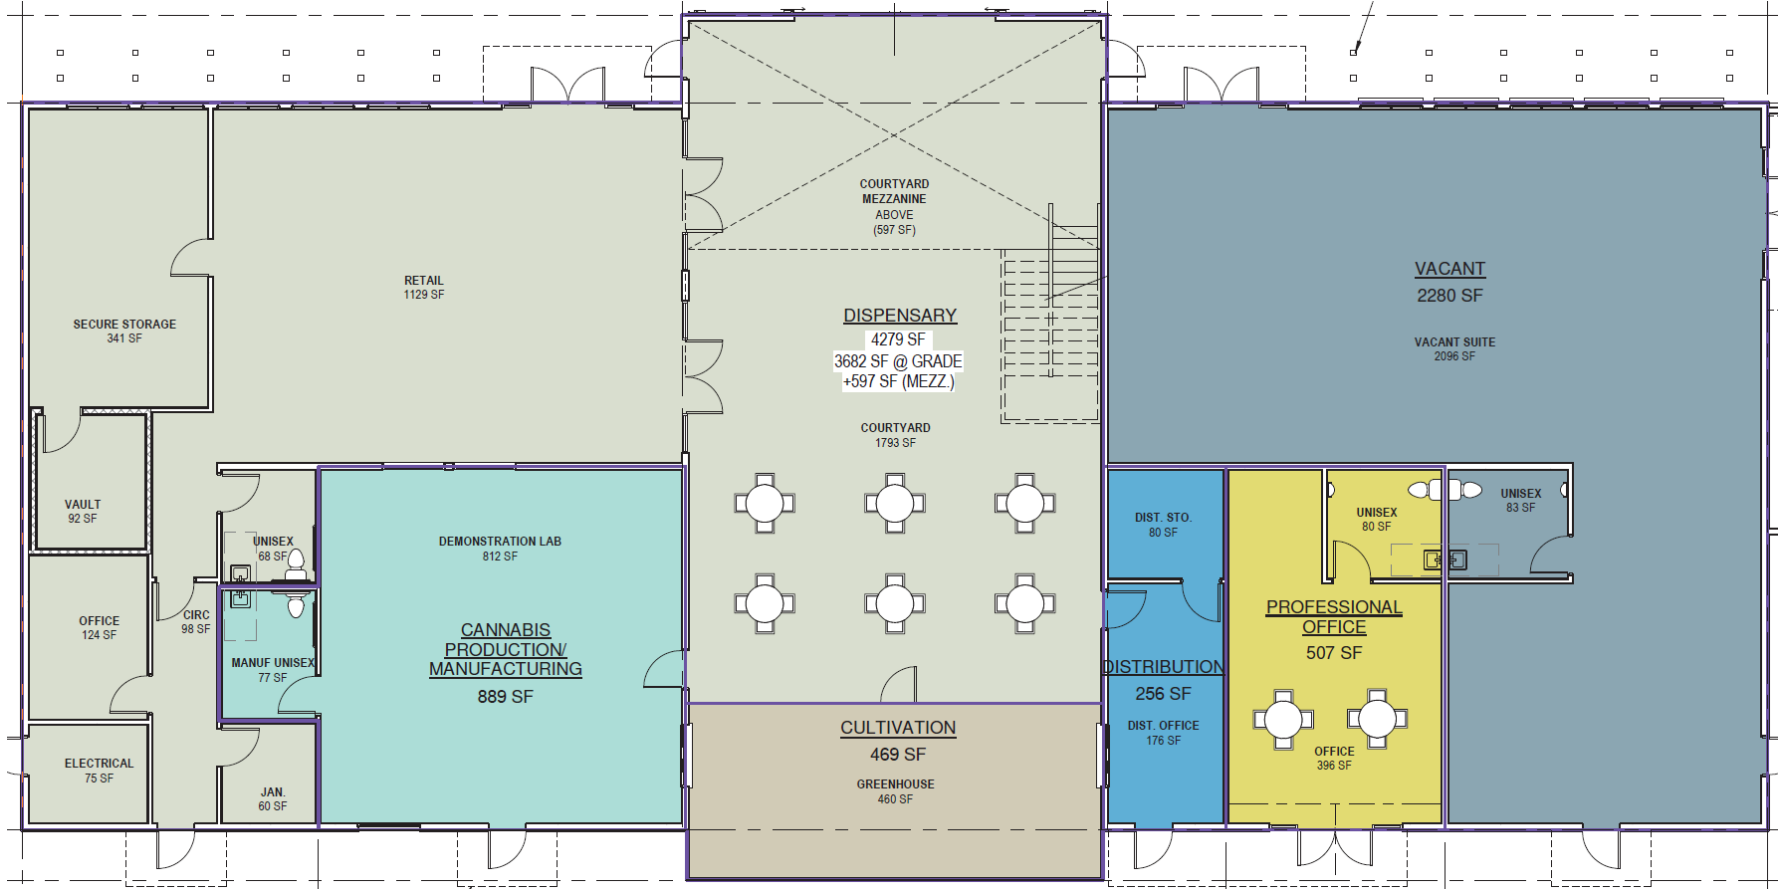 COURTYARD
MEZZANINE
ABOVE
(597 SF)
RETAIL
1129 SF
SECURE STORAGE
341 SF
DISPENSARY
4279 SF
3682 SF @ GRADE
+597 SF (MEZZ.)
COURTYARD
1793 SF
VACANT
2280 SF
VACANT SUITE
2096 SF
VAULT
92 SF
UNISEX
68 SF
DEMONSTRATION LAB
812 SF
DIST. STO.
80 SF
UNISEX
80 SF
UNISEX
83 SF
OFFICE
124 SF
CIRC
98 SF
MANUF UNISEX
77 SF
CANNABIS
PRODUCTION/
MANUFACTURING
889 SF
PROFESSIONAL
OFFICE
507 SF
DISTRIBUTION
256 SF
DIST. OFFICE
176 SF
OFFICE
396 SF
CULTIVATION
469 SF
GREENHOUSE
460 SF
ELECTRICAL
75 SF
JAN.
60 SF